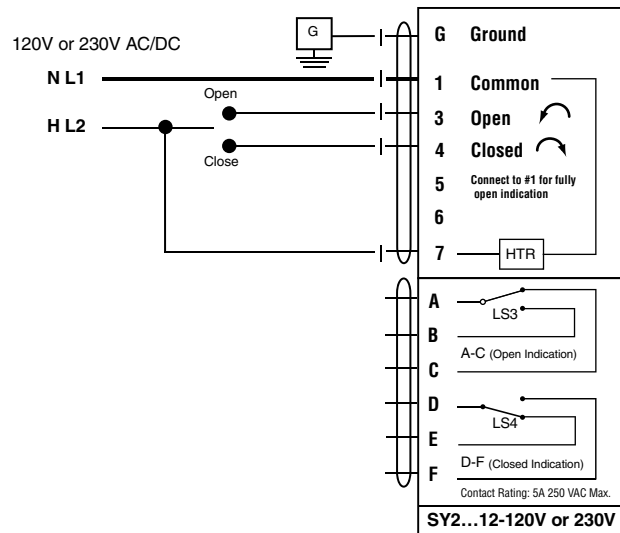 G
G Ground
120V or 230V AC/DC
N L1
1 Common
Open
3 Open
H L2
4 Closed
Close
5 Connect to #1 for fully
open indication
6
7 HTR
A
LS3
B
A-C (Open Indication)
C
D
LS4
E
D-F (Closed Indication)
F
Contact Rating: 5A 250 VAC Max.
SY2…12-120V or 230V